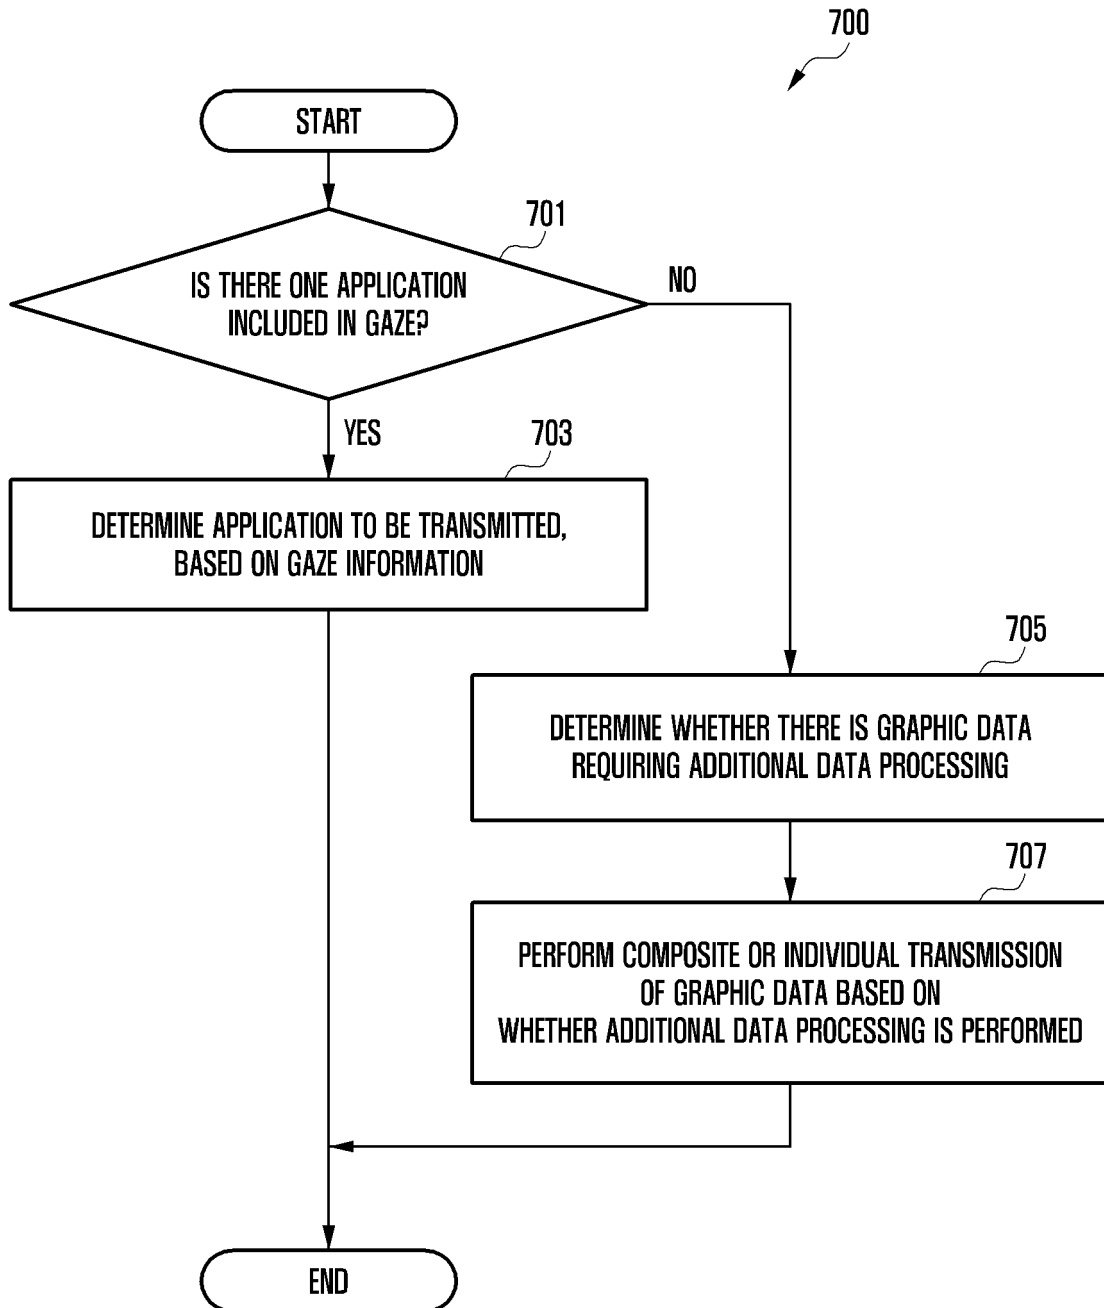 700
START
701
IS THERE ONE APPLICATION
INCLUDED IN GAZE?
NO
YES
703
DETERMINE APPLICATION TO BE TRANSMITTED,
BASED ON GAZE INFORMATION
705
DETERMINE WHETHER THERE IS GRAPHIC DATA
REQUIRING ADDITIONAL DATA PROCESSING
707
PERFORM COMPOSITE OR INDIVIDUAL TRANSMISSION
OF GRAPHIC DATA BASED ON
WHETHER ADDITIONAL DATA PROCESSING IS PERFORMED
END